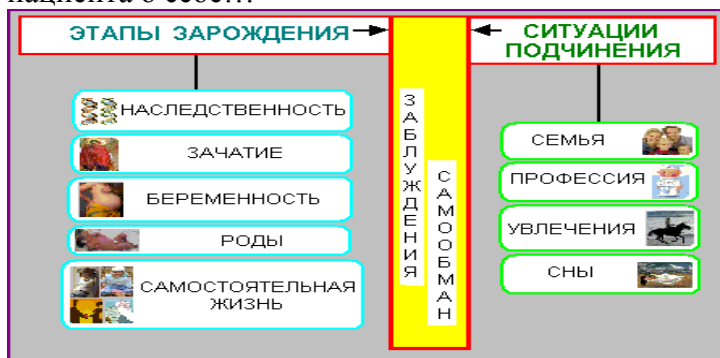 ЭТАПЫ ЗАРОЖДЕНИЯ
СИТУАЦИИ
ПОДЧИНЕНИЯ
НАСЛЕДСТВЕННОСТЬ
ЗАЧАТИЕ
БЕРЕМЕННОСТЬ
РОДЫ
САМОСТОЯТЕЛЬНАЯ
ЖИЗНЬ
ЗАБЛУЖДЕНИЯ
САМООБМАН
СЕМЬЯ
ПРОФЕССИЯ
УВЛЕЧЕНИЯ
СНЫ